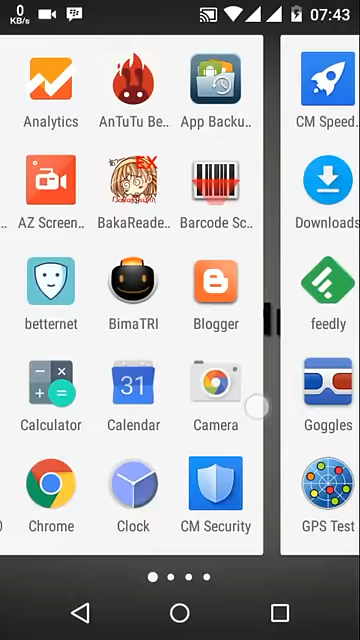 0
KB/s
07:43
Analytics
AnTuTu Be..
App Backu..
CM Speed.
EX
AZ Screen..
BakaReade..
Barcode Sc..
Downloads
betternet
BimaTRI
Blogger
feedly
31
Calculator
Calendar
Camera
Goggles
Chrome
Clock
CM Security
GPS Test